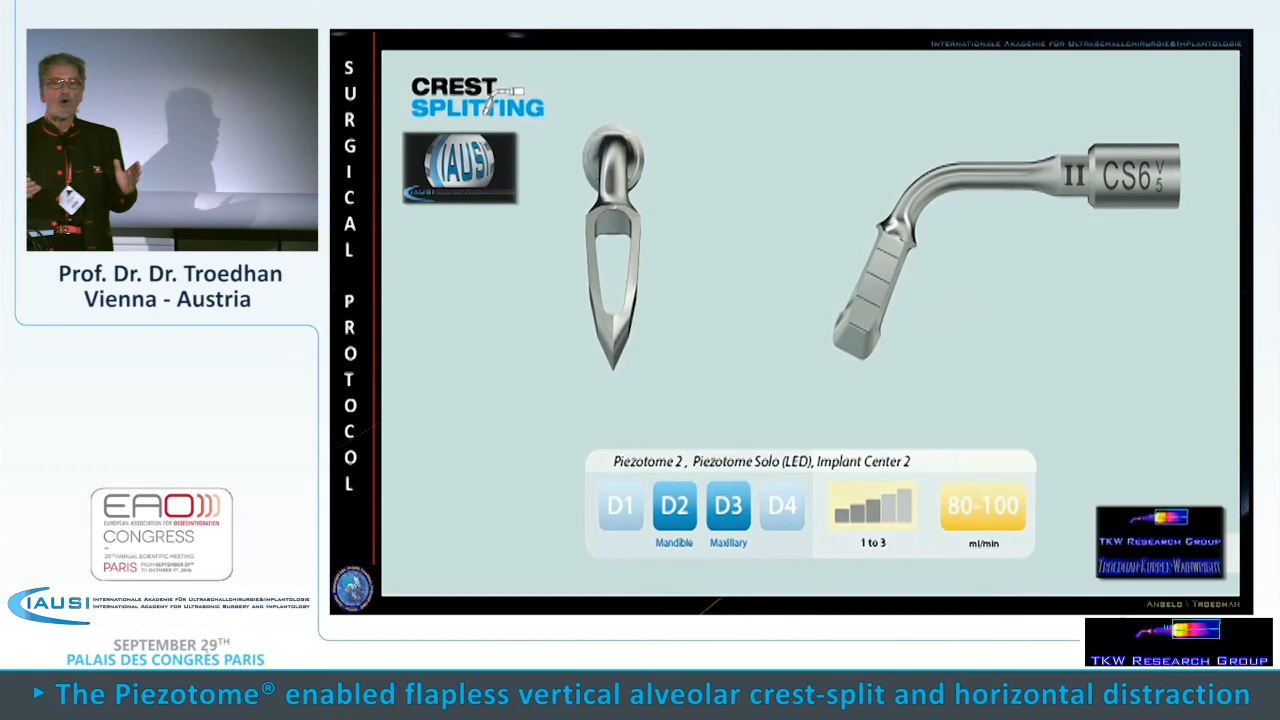 INTERNATIONALE AKADEMIE FÜR ULTRASCHALLCHIRURGIE&IMPLANTOLOGIE
SURGICAL PROTOCOL
CREST
SPLITTING
IAUSI
II CS6 V
5
Prof. Dr. Dr. Troedhan
Vienna - Austria
Piezotome 2 , Piezotome Solo (LED), Implant Center 2
D1 D2 D3 D4 80-100
Mandible Maxillary 1 to 3 ml/min
EAO
EUROPEAN ASSOCIATION FOR OSSEOINTEGRATION
CONGRESS
PARIS
TKW RESEARCH GROUP
TROEDHAN-KURREK-WAINWRIGHT
IAUSI
INTERNATIONALE AKADEMIE FÜR ULTRASCHALLCHIRURGIE&IMPLANTOLOGIE
INTERNATIONAL ACADEMY FOR ULTRASONIC SURGERY AND IMPLANTOLOGY
ANGELO \ TROEDHAN
SEPTEMBER 29TH
PALAIS DES CONGRÈS PARIS
TKW RESEARCH GROUP
The Piezotome® enabled flapless vertical alveolar crest-split and horizontal distraction